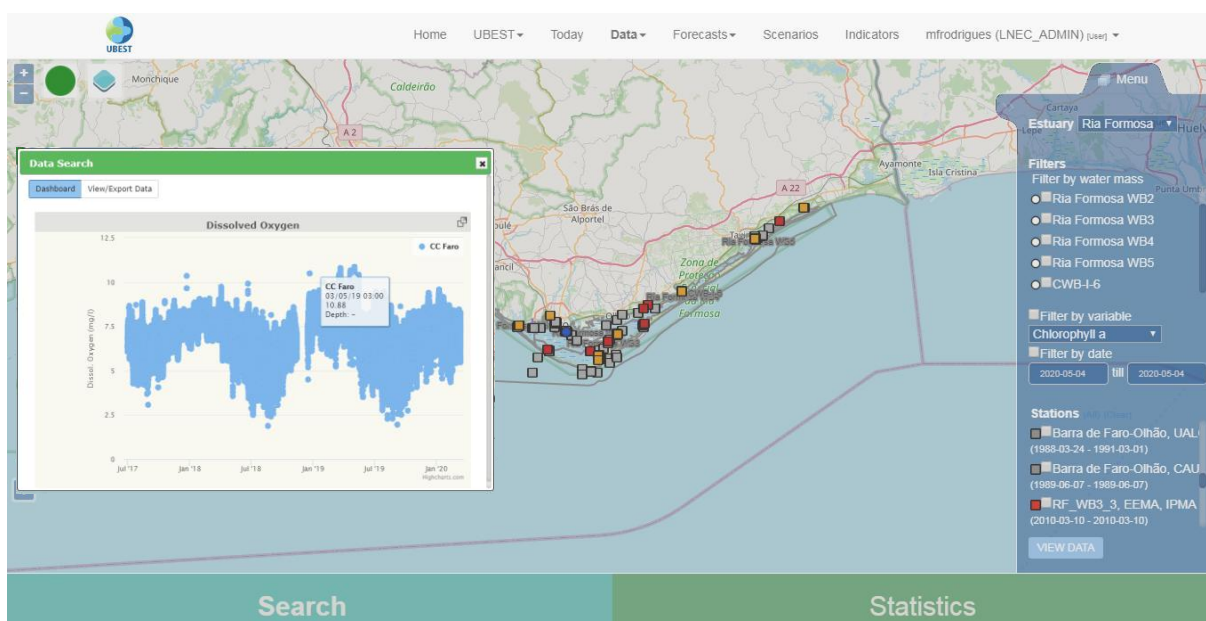 UBEST
Home UBEST Today Data Forecasts Scenarios Indicators mfrodrigues (LNEC_ADMIN) [User]
+
−
Monchique
Caldeirão
A 2
Menu
Cartaya
Estuary Ria Formosa
Ayamonte
Isla Cristina
A 22
São Brás de
Alportel
Zona de
Formosa
Data Search
x
Dashboard View/Export Data
Dissolved Oxygen
CC Faro
Dissol. Oxygen (mg/l)
12.5
10
7.5
5
2.5
0
CC Faro
03/05/19 03:00
10.88
Depth: -
Jul '17 Jan '18 Jul '18 Jan '19 Jul '19 Jan '20
Highcharts.com
Filters
Filter by water mass
Ria Formosa WB2
Ria Formosa WB3
Ria Formosa WB4
Ria Formosa WB5
CWB-I-6
Filter by variable
Chlorophyll a
Filter by date
2020-05-04 till 2020-05-04
Stations
Barra de Faro-Olhão, UAL
(1988-03-24 - 1991-03-01)
Barra de Faro-Olhão, CAU
(1989-06-07 - 1989-06-07)
RF_WB3_3, EEMA, IPMA
(2010-03-10 - 2010-03-10)
VIEW DATA
Search Statistics